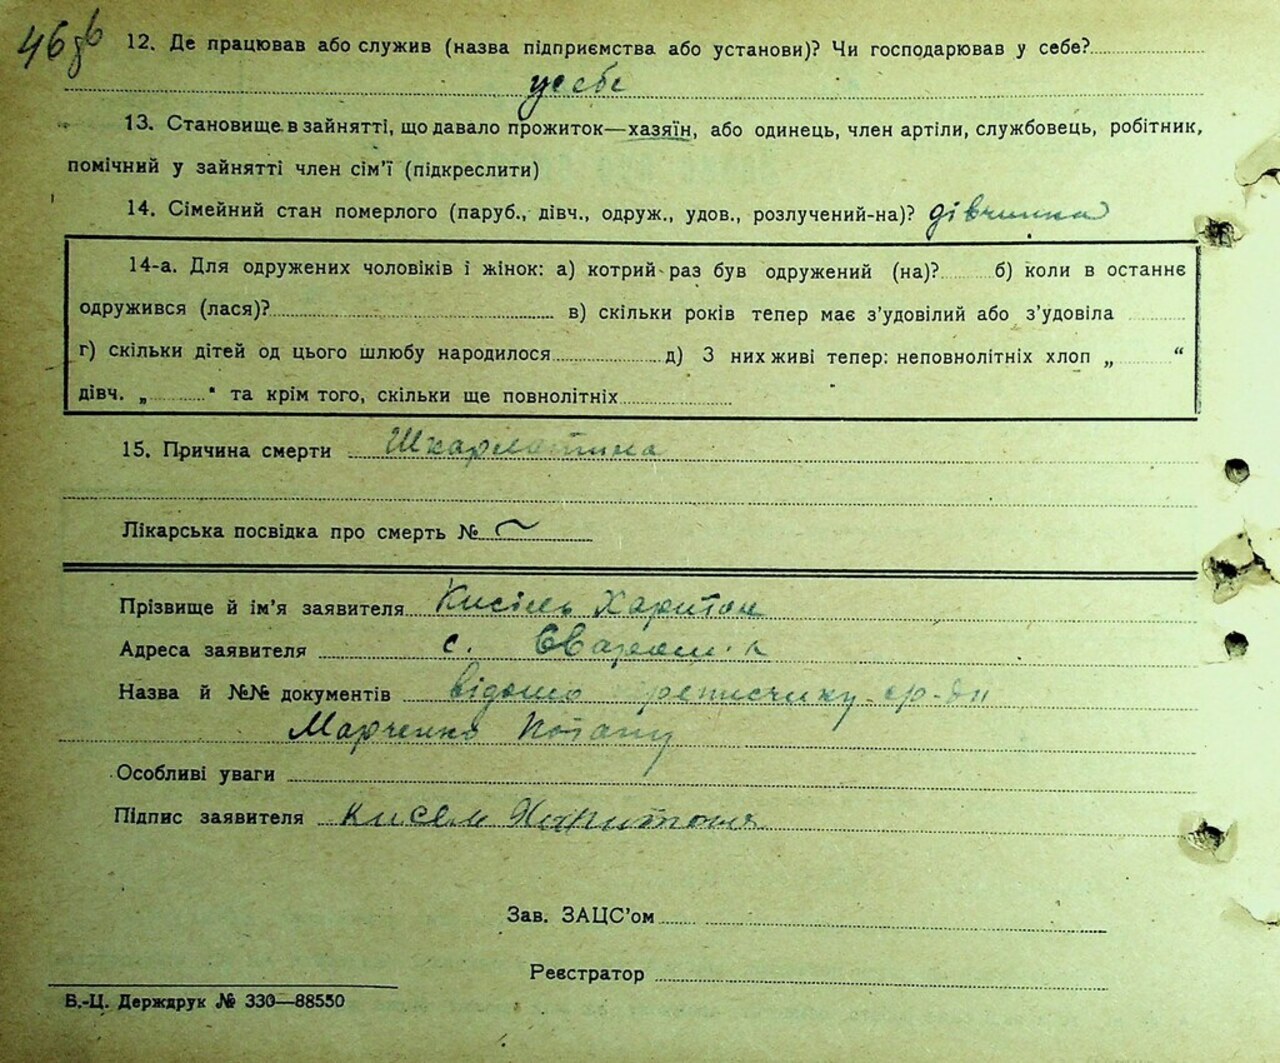 46
12. Де працював або служив (назва підприємства або установи)? Чи господарював у себе?
у себе
13. Становище в зайнятті, що давало прожиток—хазяїн, або одинець, член артіли, службовець, робітник,
помічний у зайнятті член сім'ї (підкреслити)
14. Сімейний стан померлого (паруб., дівч., одруж., удов., розлучений-на)? дівчинка
14-а. Для одружених чоловіків і жінок: а) котрий раз був одружений (на)? б) коли в останнє
одружився (лася)? в) скільки років тепер має з'удовілий або з'удовіла
г) скільки дітей од цього шлюбу народилося д) З них живі тепер: неповнолітніх хлоп „ “
дівч. „ " та крім того, скільки ще повнолітніх
15. Причина смерти Шкарлатина
Лікарська посвідка про смерть №
Прізвище й ім'я заявителя Кисіль Харитон
Адреса заявителя с.
Назва й №№ документів відомо
Марченко Потапу
Особливі уваги
Підпис заявителя Кисель
Зав. ЗАЦС'ом
Реєстратор
Б.-Ц. Держдрук № 330—88550